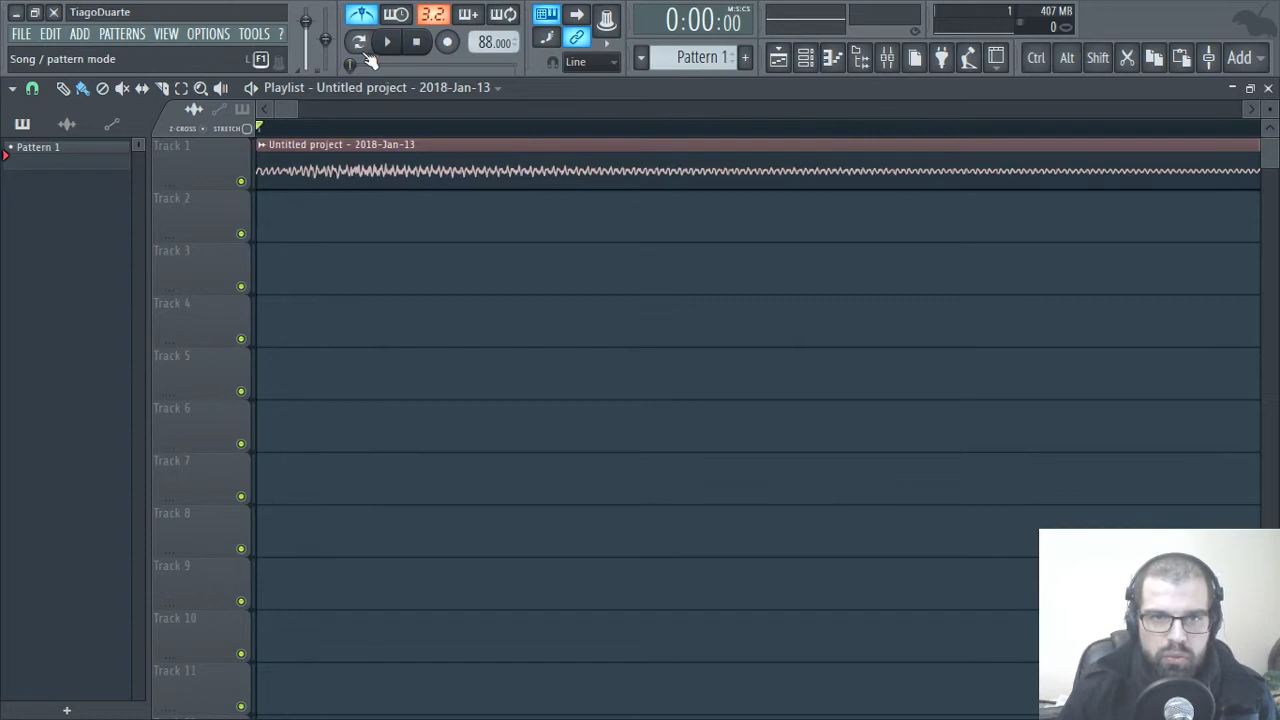 TiagoDuarte
FILE EDIT ADD PATTERNS VIEW OPTIONS TOOLS ?
Song / pattern mode L F1
3.2.
88.000
Line
0:00:00 M:S:CS
Pattern 1 +
1 407 MB
0
Ctrl Alt Shift Add
Playlist - Untitled project - 2018-Jan-13
Z-CROSS STRETCH
Pattern 1
Untitled project - 2018-Jan-13
Track 1
Track 2
Track 3
Track 4
Track 5
Track 6
Track 7
Track 8
Track 9
Track 10
Track 11